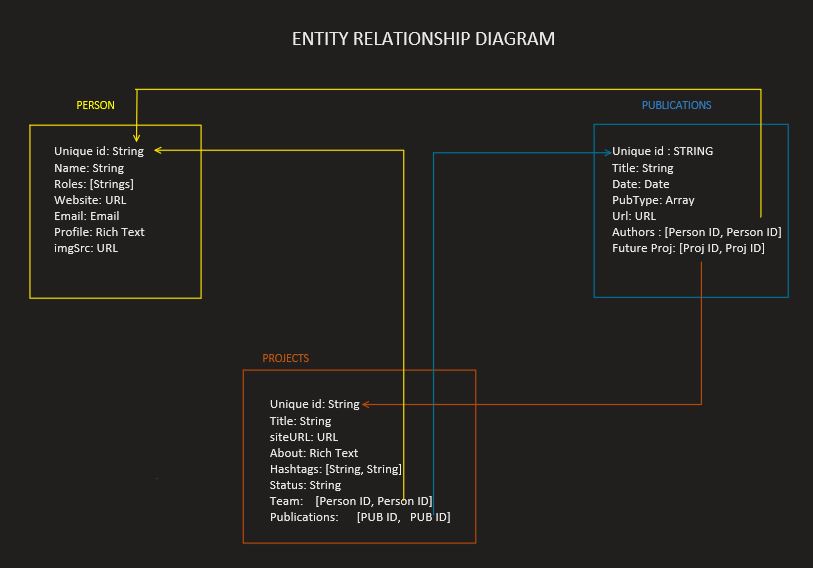 ENTITY RELATIONSHIP DIAGRAM
PERSON
Unique id: String
Name: String
Roles: [Strings]
Website: URL
Email: Email
Profile: Rich Text
imgSrc: URL
PUBLICATIONS
Unique id : STRING
Title: String
Date: Date
PubType: Array
Url: URL
Authors : [Person ID, Person ID]
Future Proj: [Proj ID, Proj ID]
PROJECTS
Unique id: String
Title: String
siteURL: URL
About: Rich Text
Hashtags: [String, String]
Status: String
Team: [Person ID, Person ID]
Publications: [PUB ID, PUB ID]